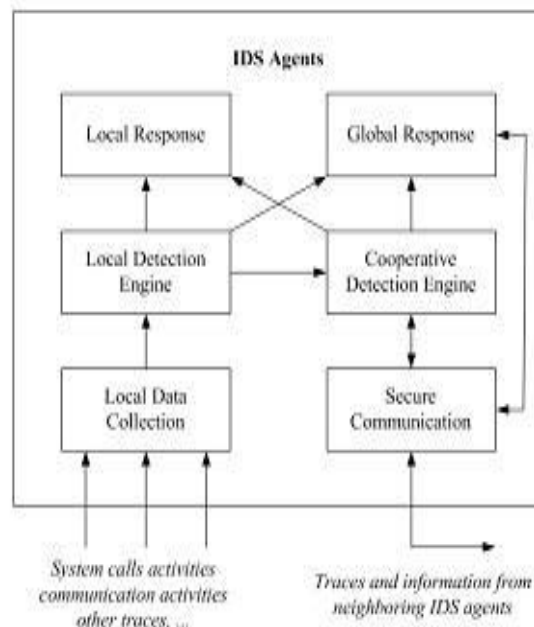 IDS Agents
Local Response
Global Response
Local Detection
Engine
Cooperative
Detection Engine
Local Data
Collection
Secure
Communication
System calls activities
communication activities
other traces, ...
Traces and information from
neighboring IDS agents